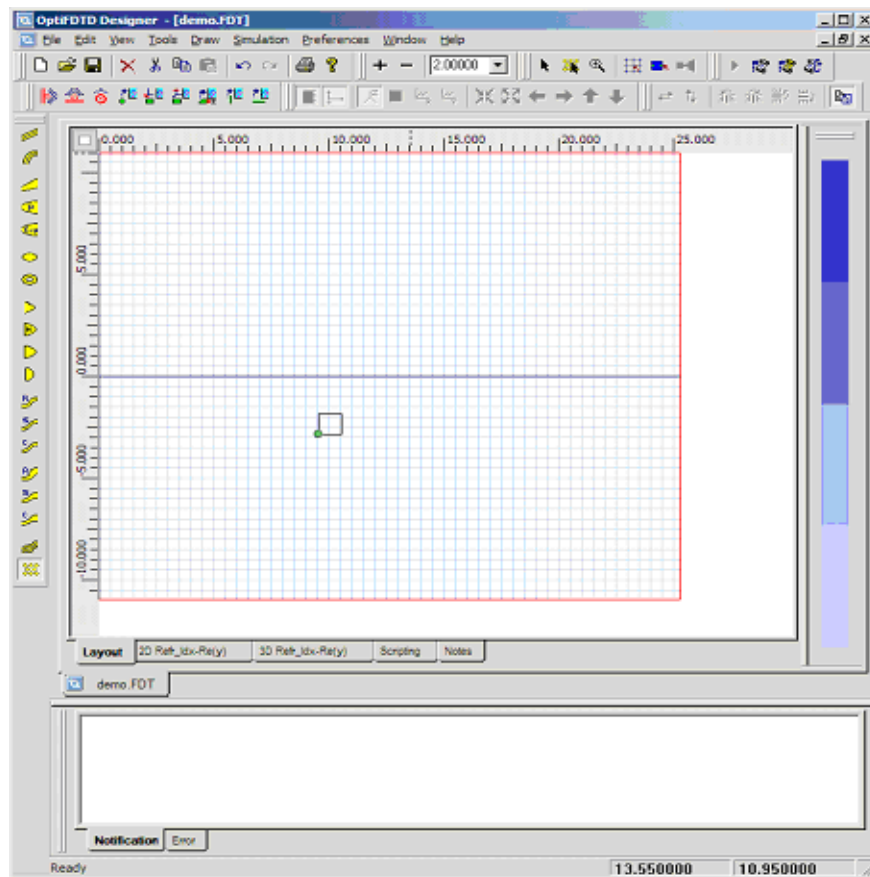 OptiFDTD Designer - [demo.FDT]
File Edit View Tools Draw Simulation Preferences Window Help
2.00000
0.000 5.000 10.000 15.000 20.000 25.000
5.000
0.000
-5.000
-10.000
Layout 2D Refr_Idx-Re(y) 3D Refr_Idx-Re(y) Scripting Notes
demo.FDT
Notification Error
Ready 13.550000 10.950000